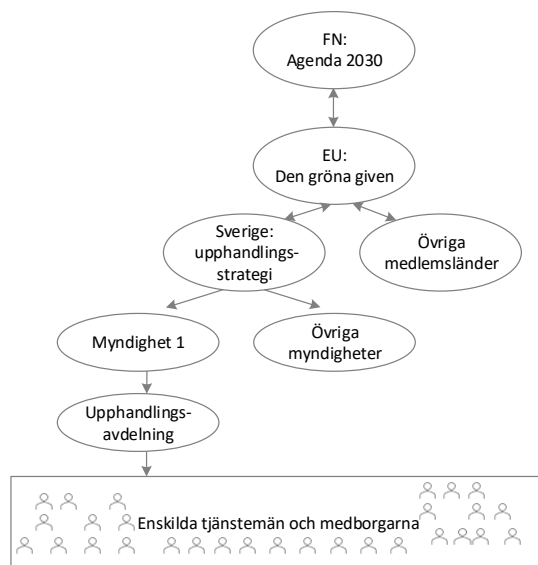 FN:
Agenda 2030
EU:
Den gröna given
Sverige:
upphandlings-
strategi
Övriga
medlemsländer
Myndighet 1
Övriga
myndigheter
Upphandlings-
avdelning
Enskilda tjänstemän och medborgarna